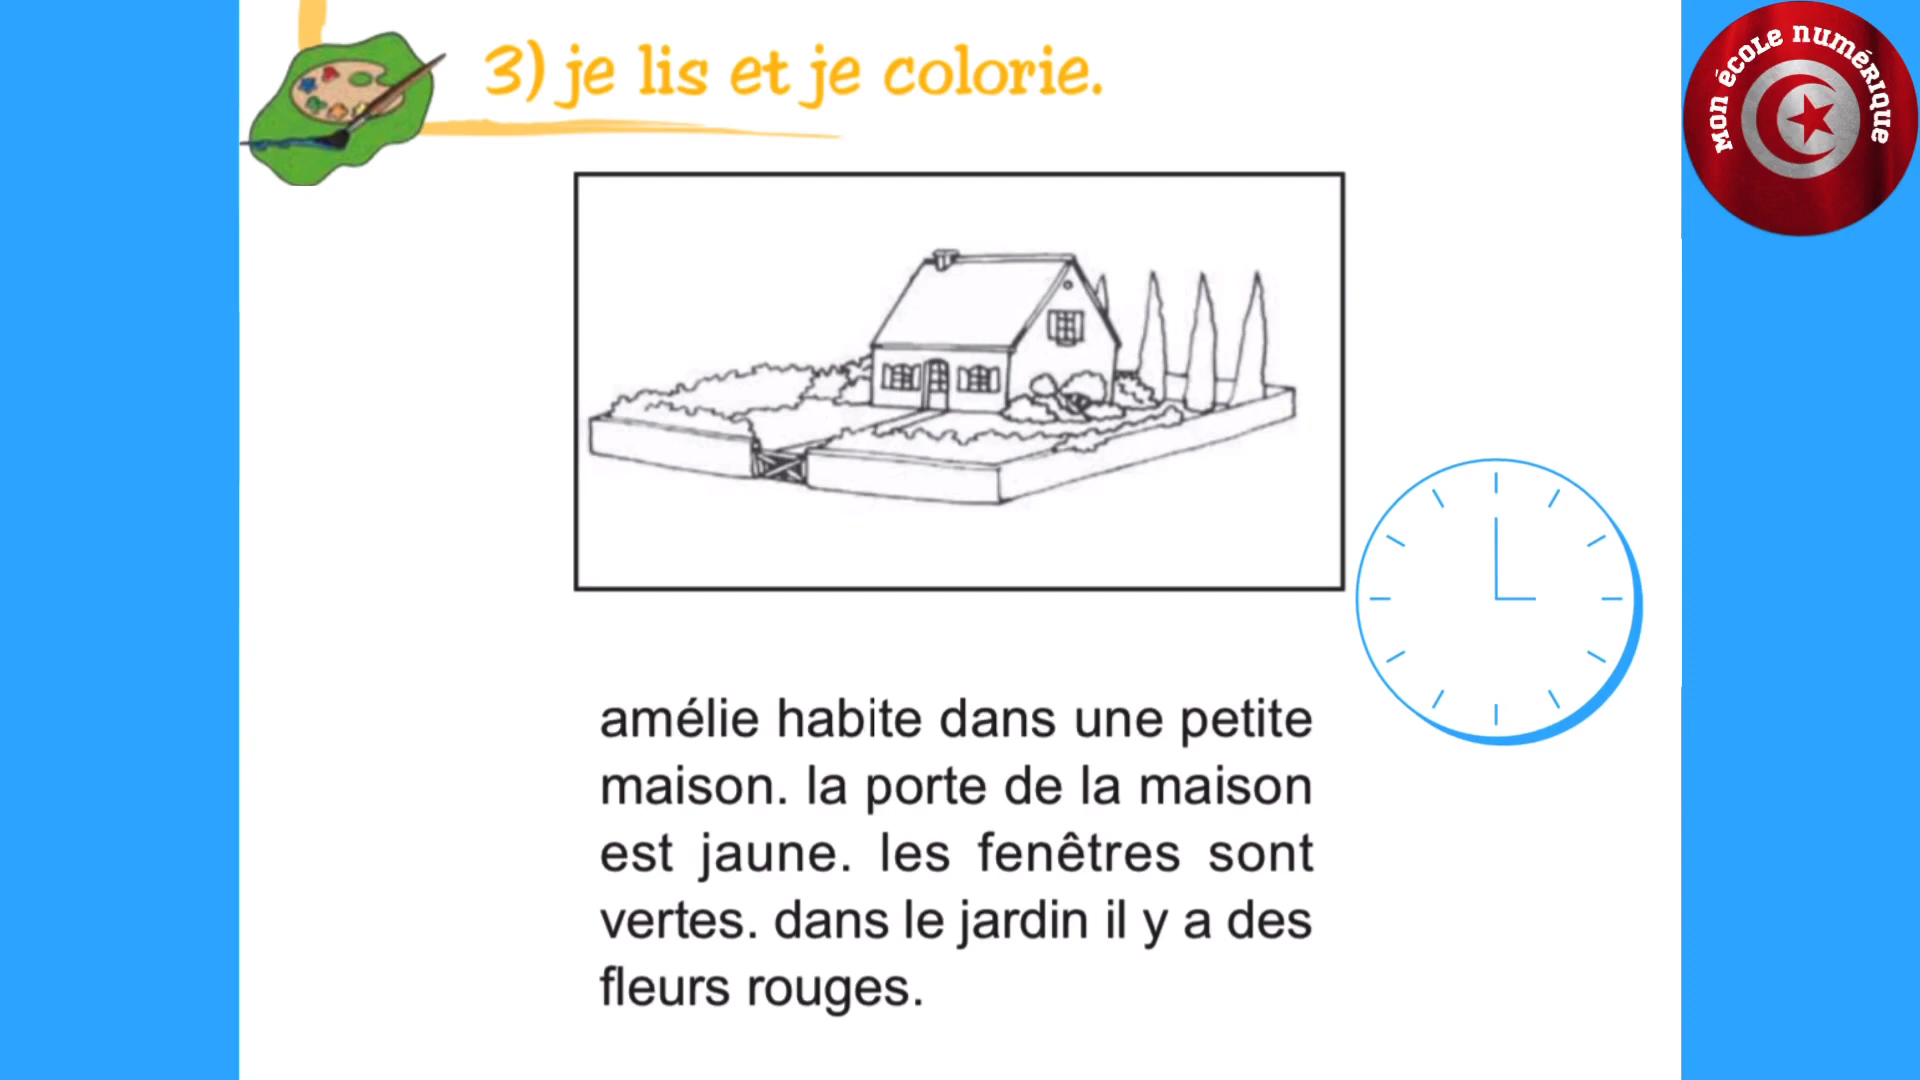 3) je lis et je colorie.
mon école numérique
amélie habite dans une petite
maison. la porte de la maison
est jaune. les fenêtres sont
vertes. dans le jardin il y a des
fleurs rouges.